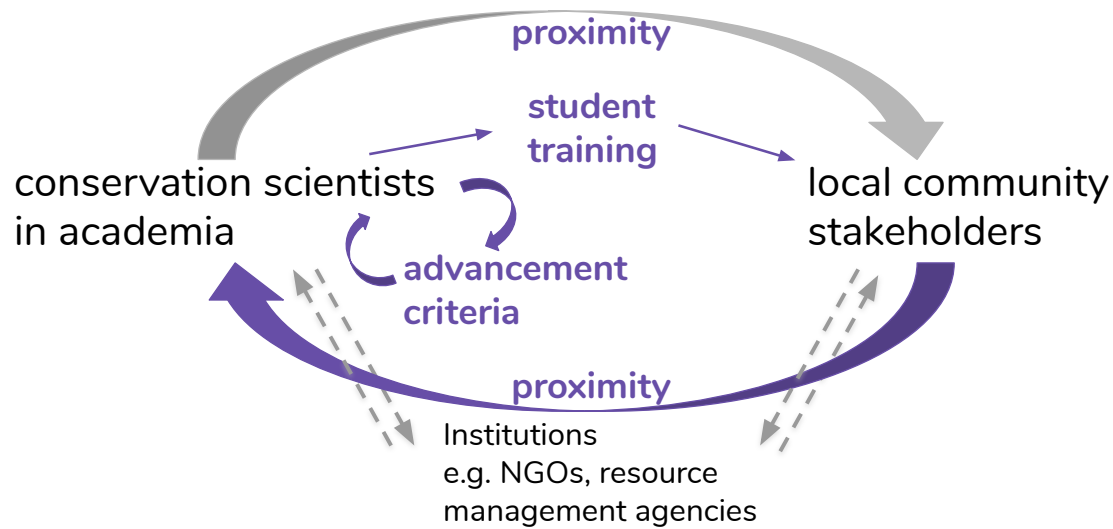 proximity
student
training
conservation scientists
in academia
local community
stakeholders
advancement
criteria
proximity
Institutions
e.g. NGOs, resource
management agencies